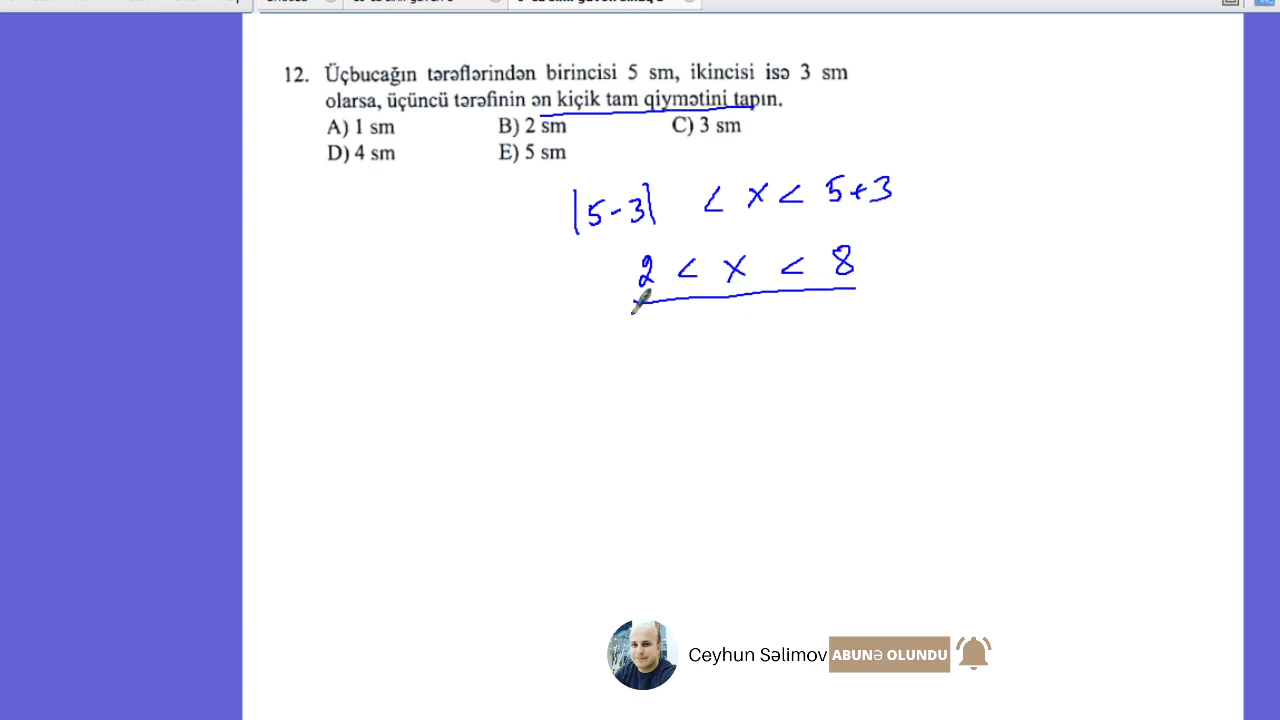 12. Üçbucağın tərəflərindən birincisi 5 sm, ikincisi isə 3 sm
olarsa, üçüncü tərəfinin ən kiçik tam qiymətini tapın.
A) 1 sm B) 2 sm C) 3 sm
D) 4 sm E) 5 sm
|5-3| < x < 5+3
2 < x < 8
Ceyhun Səlimov ABUNƏ OLUNDU